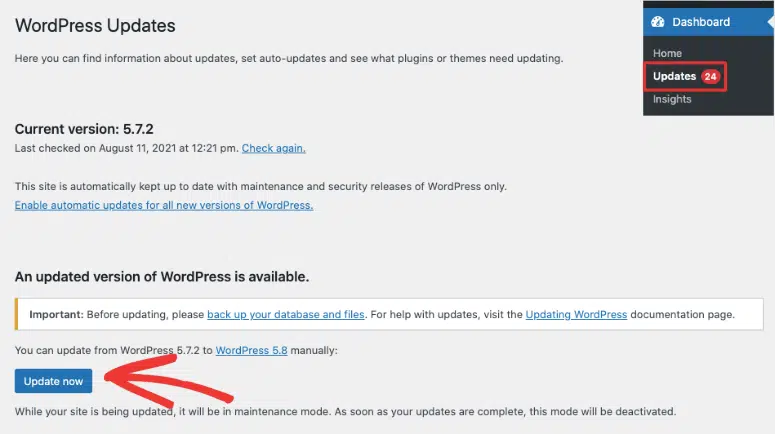 WordPress Updates
Here you can find information about updates, set auto-updates and see what plugins or themes need updating.
Dashboard
Home
Updates 24
Insights
Current version: 5.7.2
Last checked on August 11, 2021 at 12:21 pm. Check again.
This site is automatically kept up to date with maintenance and security releases of WordPress only.
Enable automatic updates for all new versions of WordPress.
An updated version of WordPress is available.
Important: Before updating, please back up your database and files. For help with updates, visit the Updating WordPress documentation page.
You can update from WordPress 5.7.2 to WordPress 5.8 manually:
Update now
While your site is being updated, it will be in maintenance mode. As soon as your updates are complete, this mode will be deactivated.